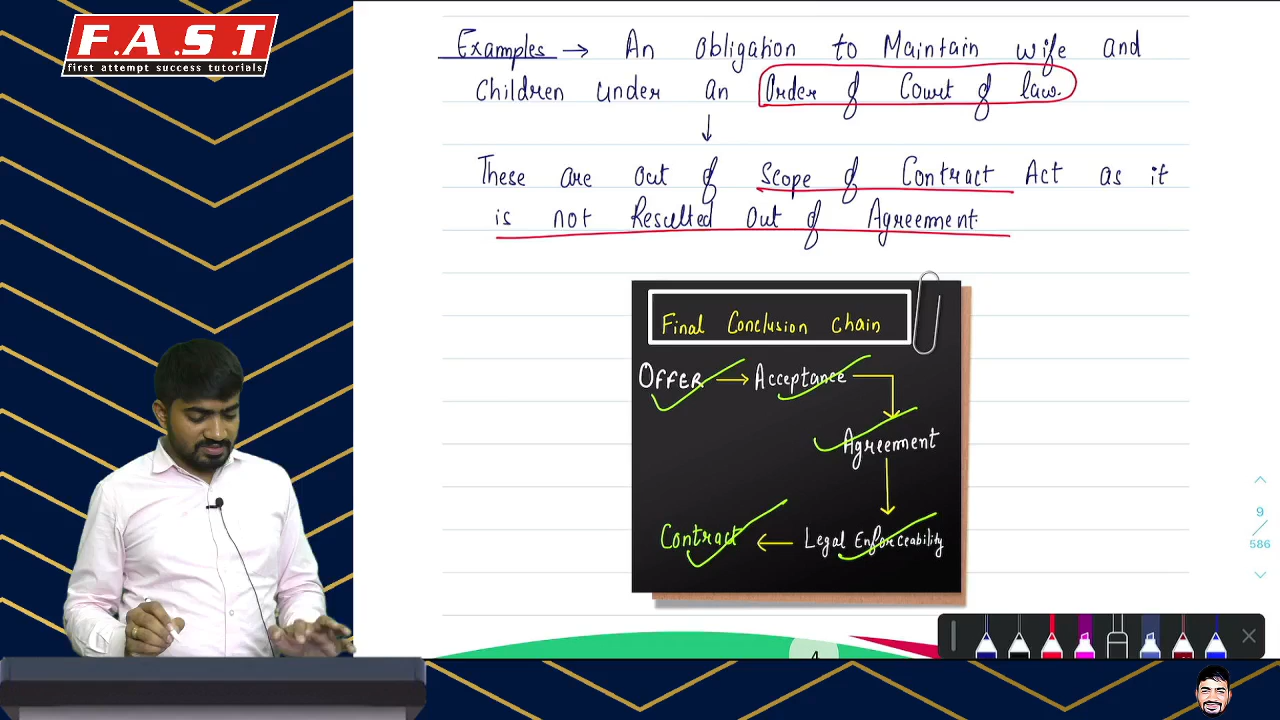 F.A.S.T
first attempt success tutorials
Examples → An obligation to Maintain wife and
Children under an Order of Court of law.
These are out of Scope of Contract Act as it
is not Resulted Out of Agreement.
Final Conclusion Chain
OFFER → Acceptance
Agreement
Contract ← Legal Enforceability
9
/
586